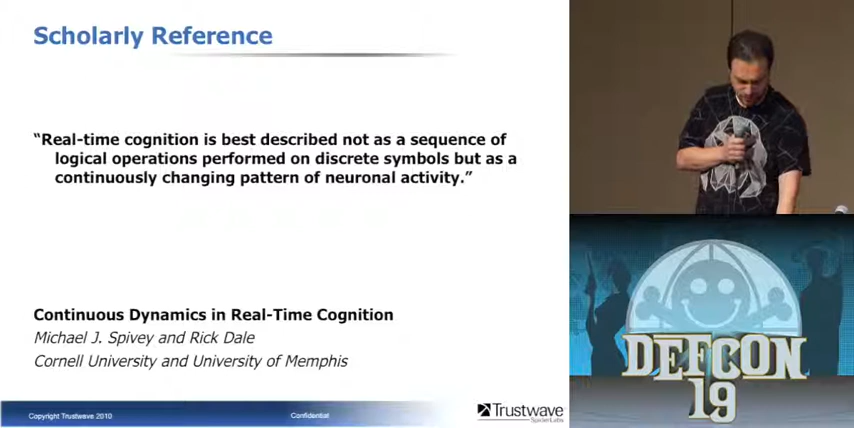 Scholarly Reference
“Real-time cognition is best described not as a sequence of
logical operations performed on discrete symbols but as a
continuously changing pattern of neuronal activity.”
Continuous Dynamics in Real-Time Cognition
Michael J. Spivey and Rick Dale
Cornell University and University of Memphis
Copyright Trustwave 2010
Confidential
Trustwave
SpiderLabs
DEFCON
19